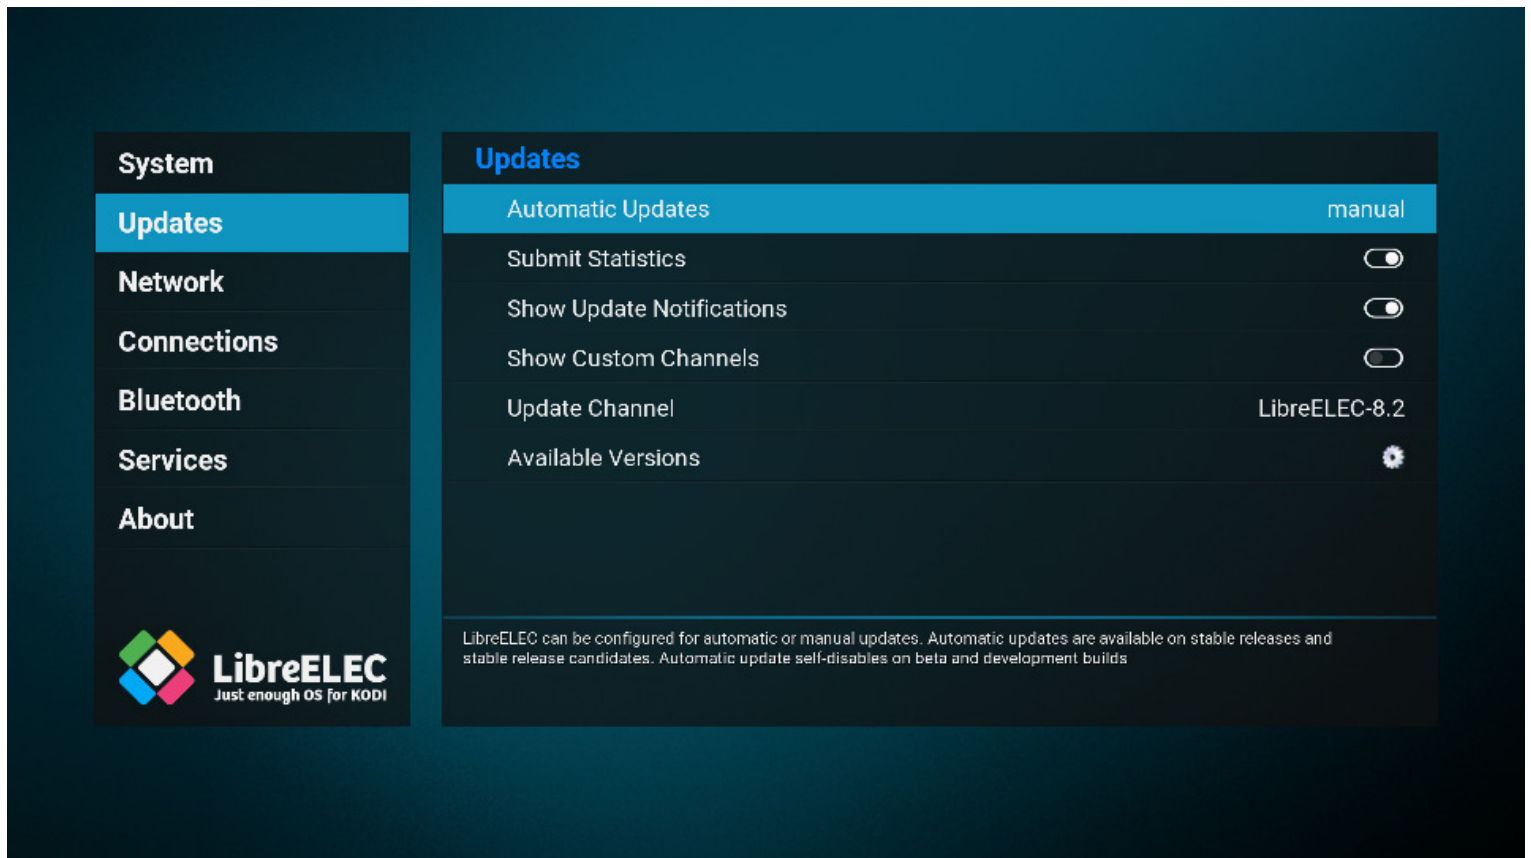 System
Updates
Network
Connections
Bluetooth
Services
About
LibreELEC
Just enough OS for KODI
Updates
Automatic Updates manual
Submit Statistics
Show Update Notifications
Show Custom Channels
Update Channel LibreELEC-8.2
Available Versions
LibreELEC can be configured for automatic or manual updates. Automatic updates are available on stable releases and
stable release candidates. Automatic update self-disables on beta and development builds